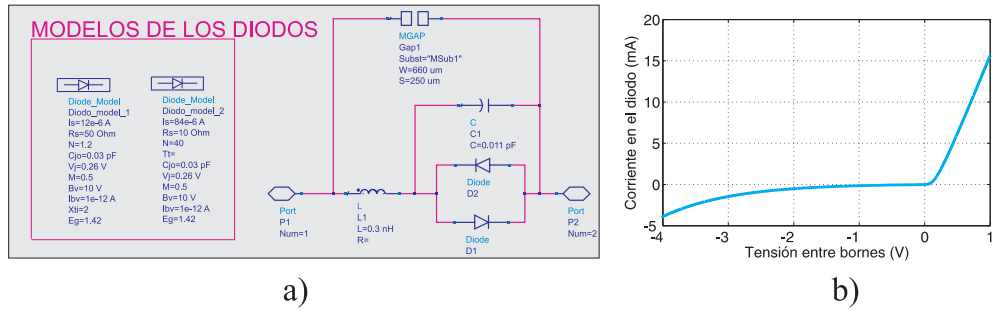 MODELOS DE LOS DIODOS
Diode_Model
Diodo_model_1
Is=12e-6 A
Rs=50 Ohm
N=1.2
Cjo=0.03 pF
Vj=0.26 V
M=0.5
Bv=10 V
Ibv=1e-12 A
Xti=2
Eg=1.42
Diode_Model
Diodo_model_2
Is=84e-6 A
Rs=10 Ohm
N=40
Tt=
Cjo=0.03 pF
Vj=0.26 V
M=0.5
Bv=10 V
Ibv=1e-12 A
Eg=1.42
MGAP
Gap1
Subst="MSub1"
W=660 um
S=250 um
C
C1
C=0.011 pF
Diode
D2
Port
P1
Num=1
L
L1
L=0.3 nH
R=
Diode
D1
Port
P2
Num=2
a)
Corriente en el diodo (mA)
20
15
10
5
0
-5
-4
-3
-2
-1
0
1
Tensión entre bornes (V)
b)